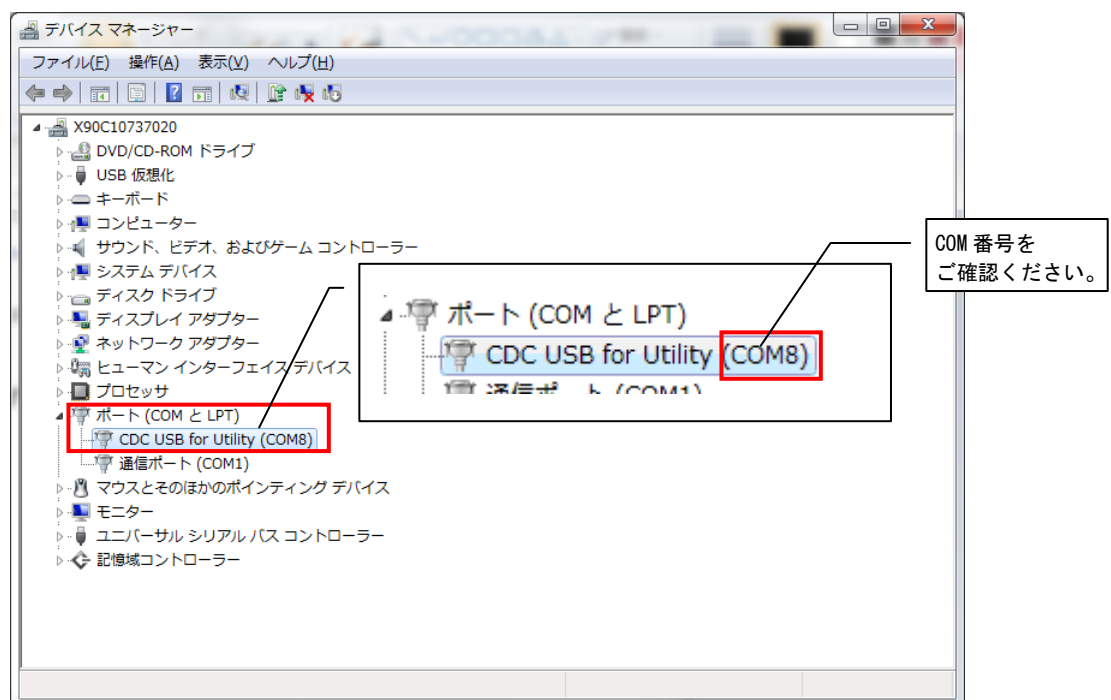 デバイス マネージャー
ファイル(F) 操作(A) 表示(V) ヘルプ(H)
X90C10737020
DVD/CD-ROM ドライブ
USB 仮想化
キーボード
コンピューター
サウンド、ビデオ、およびゲーム コントローラー
システム デバイス
ディスク ドライブ
ディスプレイ アダプター
ネットワーク アダプター
ヒューマン インターフェイス デバイス
プロセッサ
ポート (COM と LPT)
CDC USB for Utility (COM8)
通信ポート (COM1)
マウスとそのほかのポインティング デバイス
モニター
ユニバーサル シリアル バス コントローラー
記憶域コントローラー
ポート (COM と LPT)
CDC USB for Utility (COM8)
通信ポート (COM1)
COM 番号を
ご確認ください。